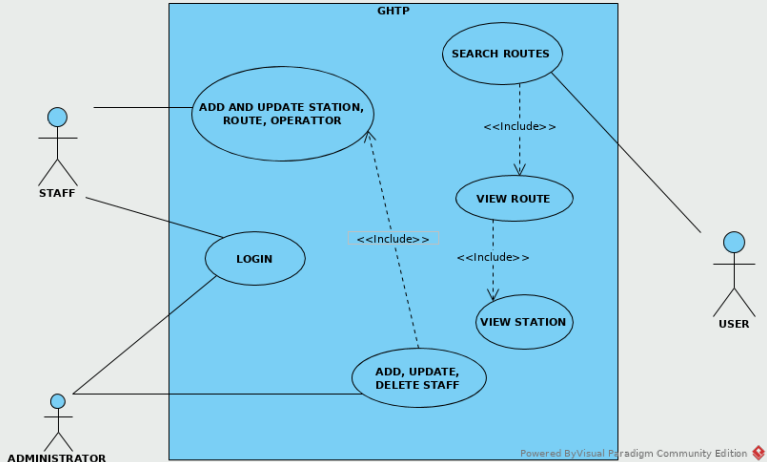 GHTP
SEARCH ROUTES
ADD AND UPDATE STATION,
ROUTE, OPERATTOR
<<Include>>
STAFF
VIEW ROUTE
<<Include>>
LOGIN
<<Include>>
VIEW STATION
USER
ADD, UPDATE,
DELETE STAFF
ADMINISTRATOR
Powered ByVisual Paradigm Community Edition